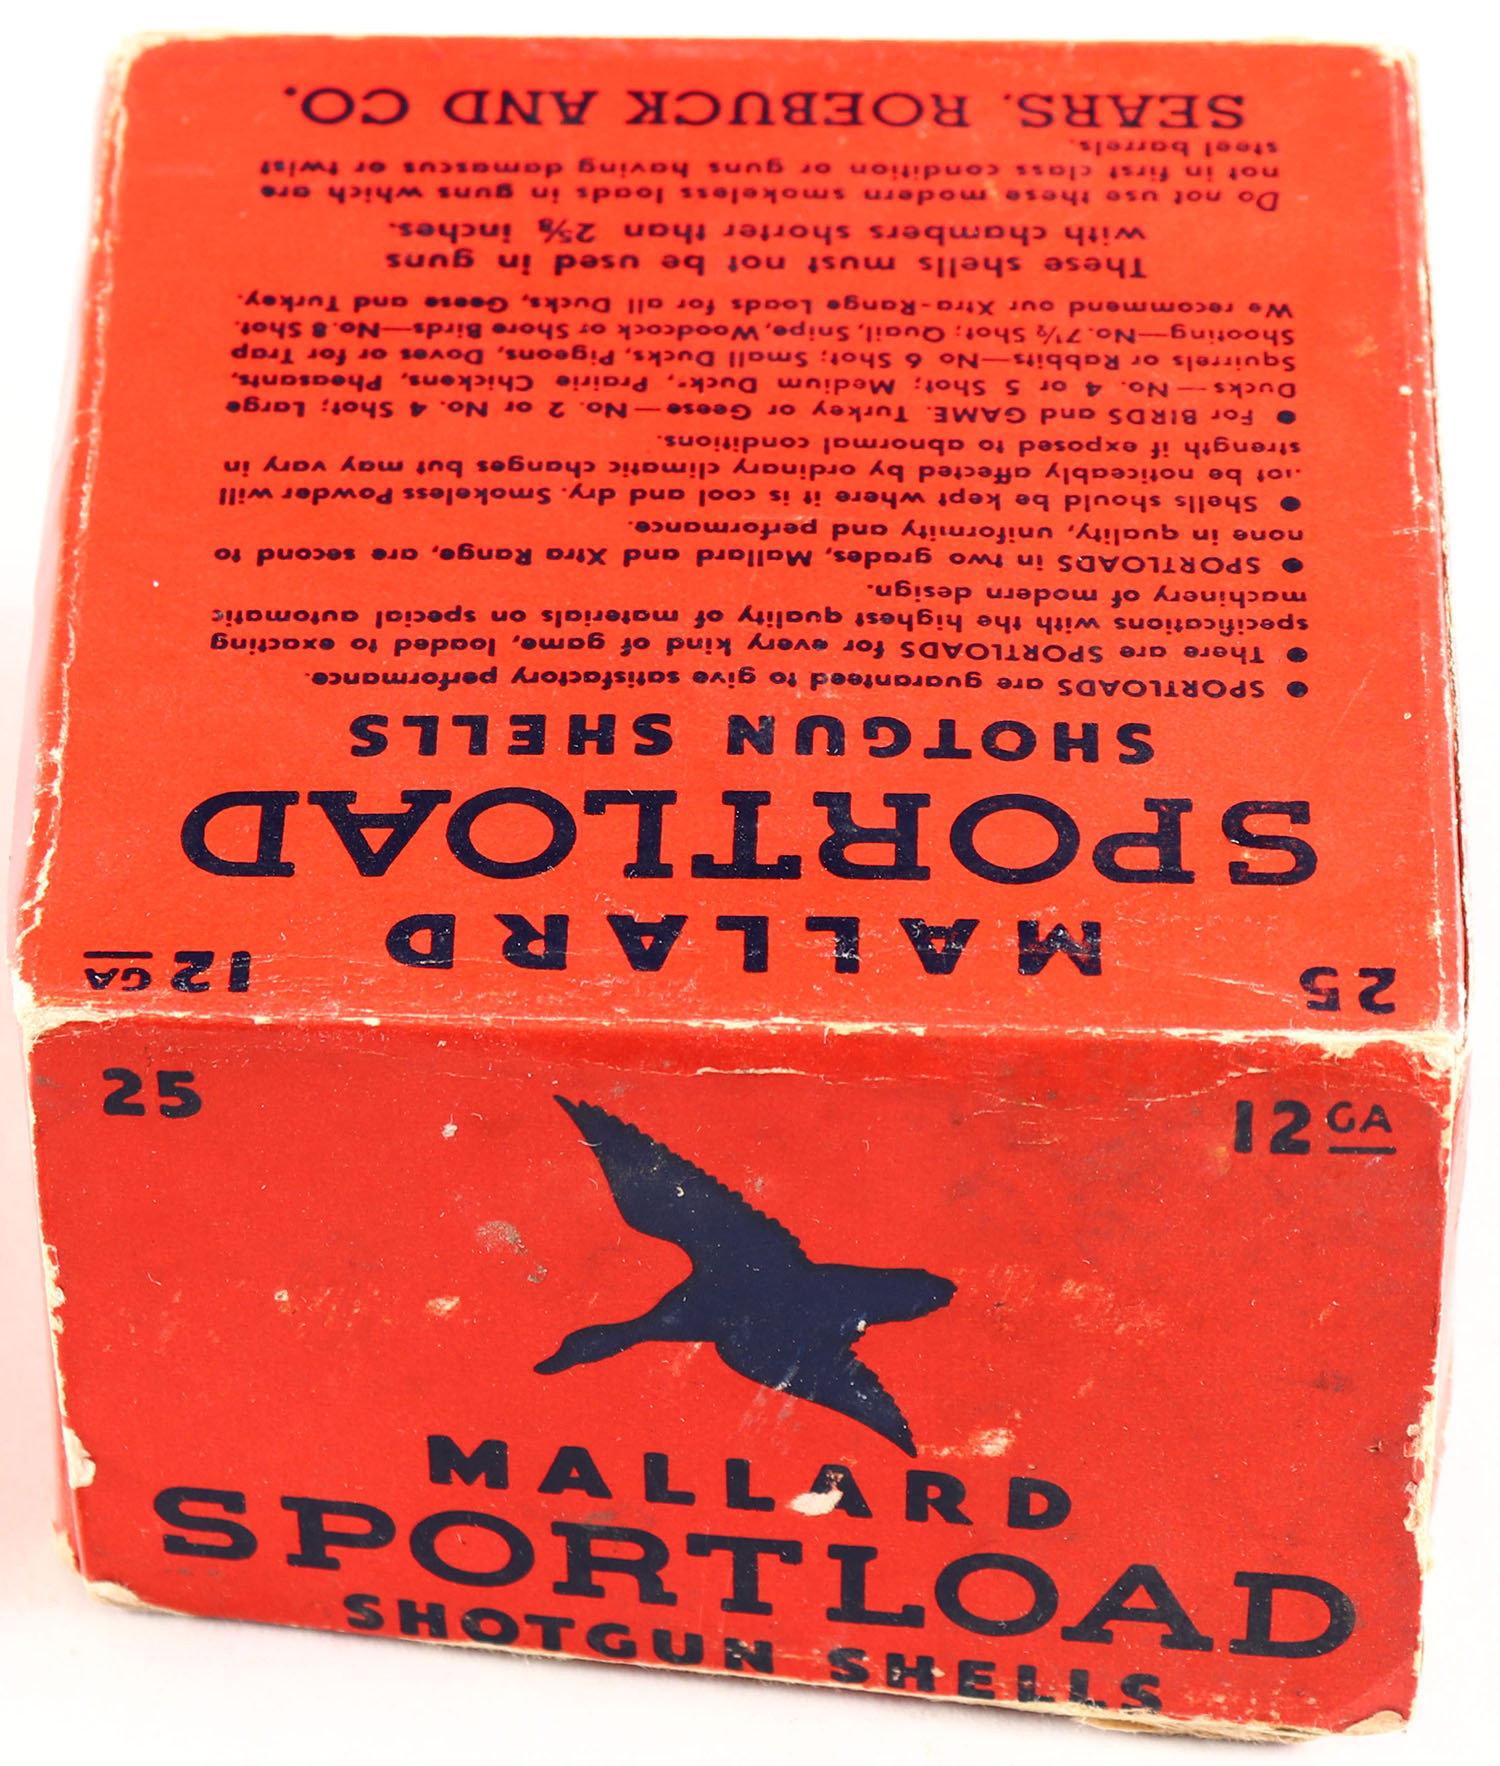 25 MALLARD 12 GA
SPORTLOAD
SHOTGUN SHELLS
● SPORTLOADS are guaranteed to give satisfactory performance.
● There are SPORTLOADS for every kind of game, loaded to exacting
specifications with the highest quality of materials on special automatic
machinery of modern design.
● SPORTLOADS in two grades, Mallard and Xtra Range, are second to
none in quality, uniformity and performance.
● Shells should be kept where it is cool and dry. Smokeless Powder will
not be noticeably affected by ordinary climatic changes but may vary in
strength if exposed to abnormal conditions.
● For BIRDS and GAME. Turkey or Geese—No. 2 or No. 4 Shot; Large
Ducks—No. 4 or 5 Shot; Medium Ducks, Prairie Chickens, Pheasants,
Squirrels or Rabbits—No 6 Shot; Small Ducks, Pigeons, Doves or for Trap
Shooting—No. 7½ Shot; Quail, Snipe, Woodcock or Shore Birds—No. 8 Shot.
We recommend our Xtra-Range Loads for all Ducks, Geese and Turkey.
These shells must not be used in guns
with chambers shorter than 2⅝ inches.
Do not use these modern smokeless loads in guns which are
not in first class condition or guns having damascus or twist
steel barrels.
SEARS, ROEBUCK AND CO.
25 12 GA
MALLARD
SPORTLOAD
SHOTGUN SHELLS